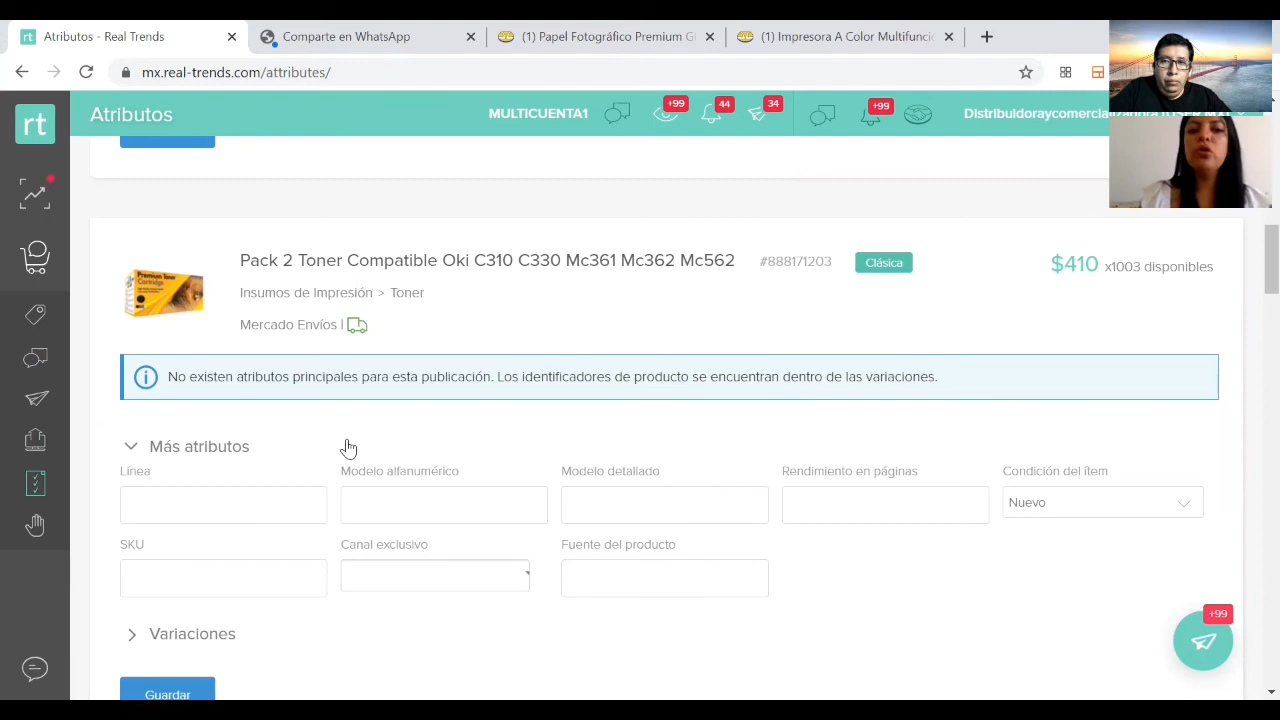 Atributos - Real Trends
Comparte en WhatsApp
(1) Papel Fotográfico Premium Gl
(1) Impresora A Color Multifunci
mx.real-trends.com/attributes/
rt
Atributos
MULTICUENTA1
+99
44
34
+99
Pack 2 Toner Compatible Oki C310 C330 Mc361 Mc362 Mc562
#888171203
Clásica
$410 x1003 disponibles
Insumos de Impresión > Toner
Mercado Envíos |
No existen atributos principales para esta publicación. Los identificadores de producto se encuentran dentro de las variaciones.
Más atributos
Línea
Modelo alfanumérico
Modelo detallado
Rendimiento en páginas
Condición del ítem
Nuevo
SKU
Canal exclusivo
Fuente del producto
+99
Variaciones
Guardar